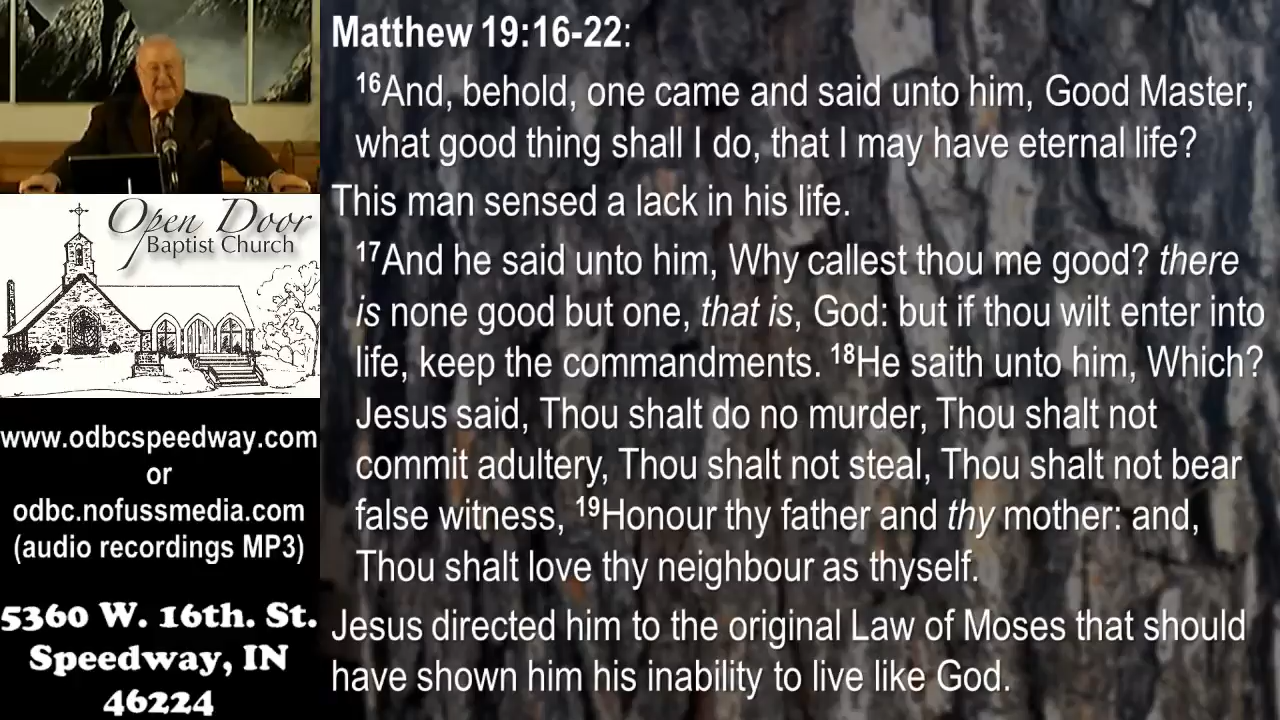 Open Door
Baptist Church
www.odbcspeedway.com
or
odbc.nofussmedia.com
(audio recordings MP3)
5360 W. 16th. St.
Speedway, IN
46224
Matthew 19:16-22:
¹⁶And, behold, one came and said unto him, Good Master,
what good thing shall I do, that I may have eternal life?
This man sensed a lack in his life.
¹⁷And he said unto him, Why callest thou me good? there
is none good but one, that is, God: but if thou wilt enter into
life, keep the commandments. ¹⁸He saith unto him, Which?
Jesus said, Thou shalt do no murder, Thou shalt not
commit adultery, Thou shalt not steal, Thou shalt not bear
false witness, ¹⁹Honour thy father and thy mother: and,
Thou shalt love thy neighbour as thyself.
Jesus directed him to the original Law of Moses that should
have shown him his inability to live like God.